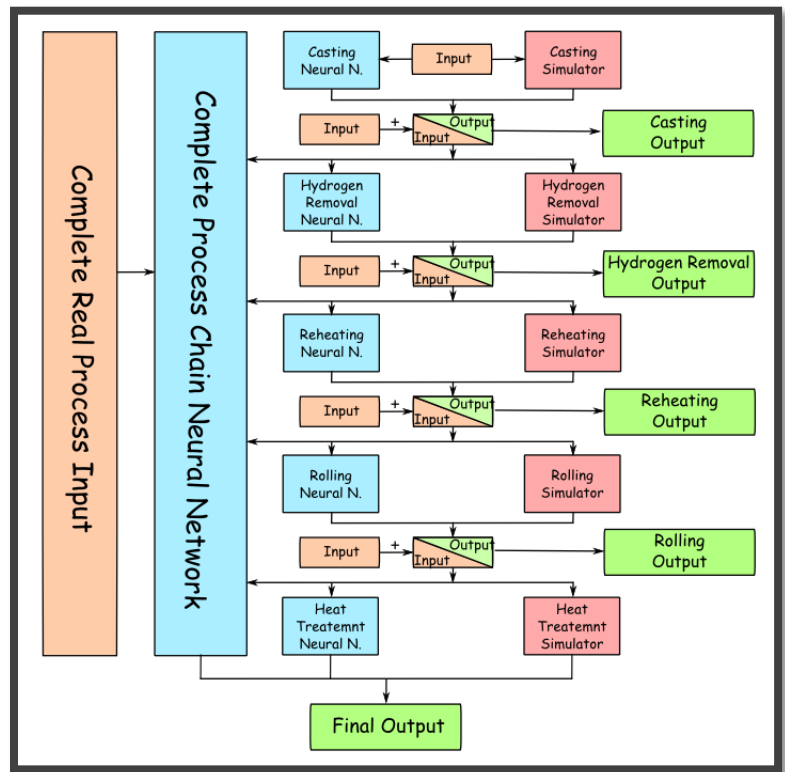 Complete Real Process Input
Complete Process Chain Neural Network
Casting
Neural N.
Input
Casting
Simulator
Input
+
Output
Input
Casting
Output
Hydrogen
Removal
Neural N.
Hydrogen
Removal
Simulator
Input
+
Output
Input
Hydrogen Removal
Output
Reheating
Neural N.
Reheating
Simulator
Input
+
Output
Input
Reheating
Output
Rolling
Neural N.
Rolling
Simulator
Input
+
Output
Input
Rolling
Output
Heat
Treatemnt
Neural N.
Heat
Treatemnt
Simulator
Final Output